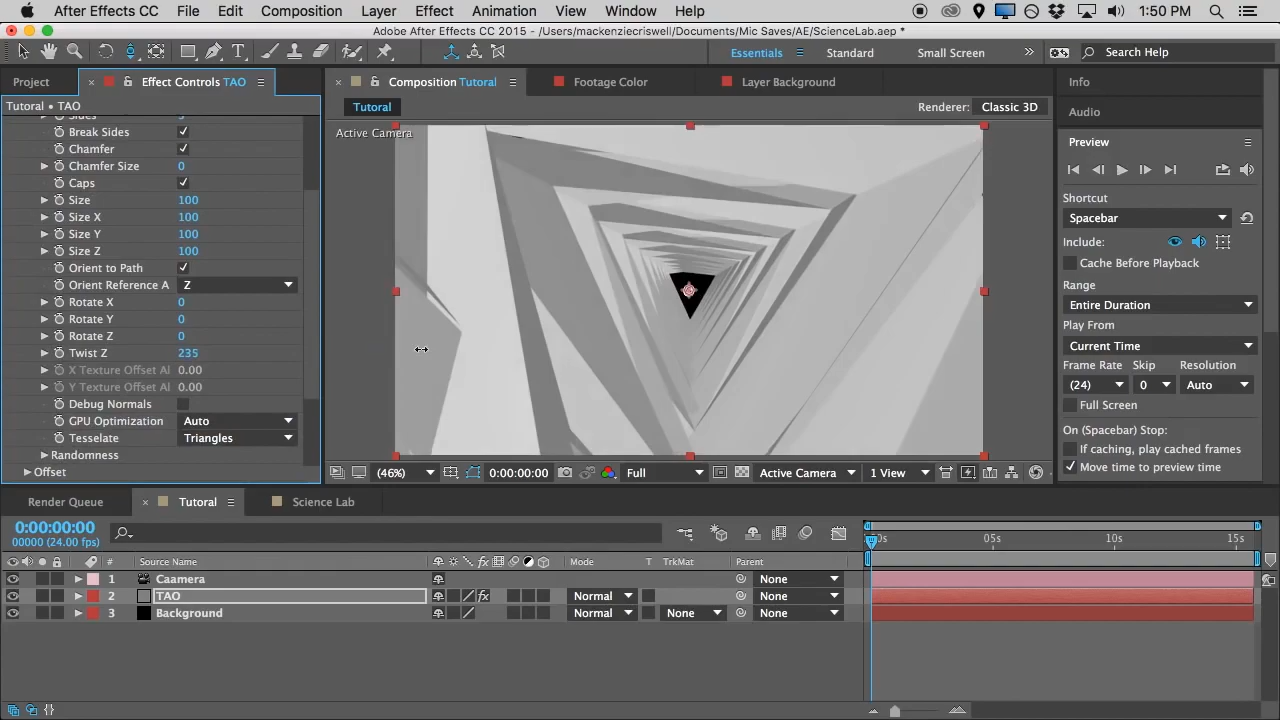 After Effects CC File Edit Composition Layer Effect Animation View Window Help 1:50 PM
Adobe After Effects CC 2015 - /Users/mackenziecriswell/Documents/Mic Saves/AE/ScienceLab.aep *
Essentials Standard Small Screen Search Help
Project Effect Controls TAO
Tutorial • TAO
Sides
Break Sides
Chamfer
Chamfer Size 0
Caps
Size 100
Size X 100
Size Y 100
Size Z 100
Orient to Path
Orient Reference A Z
Rotate X 0
Rotate Y 0
Rotate Z 0
Twist Z 235
X Texture Offset Al 0.00
Y Texture Offset Al 0.00
Debug Normals
GPU Optimization Auto
Tesselate Triangles
Randomness
Offset
Composition Tutorial Footage Color Layer Background
Tutorial Renderer: Classic 3D
Active Camera
(46%) 0:00:00:00 Full Active Camera 1 View
Info
Audio
Preview
Shortcut
Spacebar
Include:
Cache Before Playback
Range
Entire Duration
Play From
Current Time
Frame Rate Skip Resolution
(24) 0 Auto
Full Screen
On (Spacebar) Stop:
If caching, play cached frames
Move time to preview time
Render Queue Tutorial Science Lab
0:00:00:00
00000 (24.00 fps)
05s 10s 15s
# Source Name Mode T TrkMat Parent
1 Caamera None
2 TAO Normal None
3 Background Normal None None